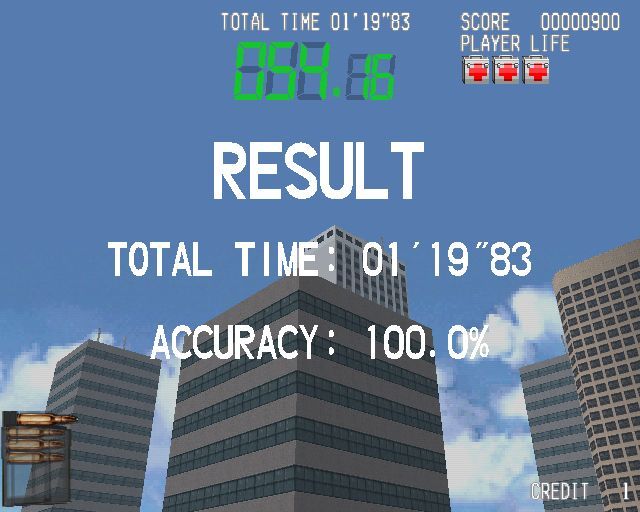 TOTAL TIME 01'19"83
SCORE 00000900
PLAYER LIFE
054.16
RESULT
TOTAL TIME: 01'19"83
ACCURACY: 100.0%
CREDIT 1